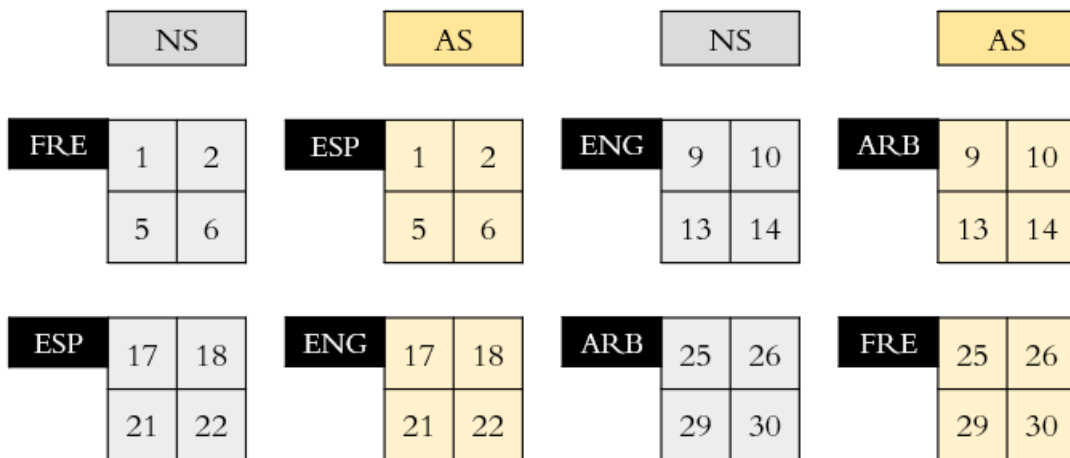 NS AS NS AS
FRE 1 2 ESP 1 2 ENG 9 10 ARB 9 10
5 6 5 6 13 14 13 14
ESP 17 18 ENG 17 18 ARB 25 26 FRE 25 26
21 22 21 22 29 30 29 30